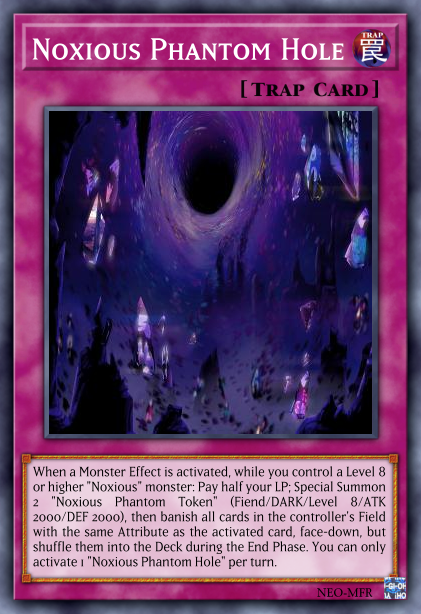 NOXIOUS PHANTOM HOLE
TRAP
罠
[TRAP CARD]
When a Monster Effect is activated, while you control a Level 8
or higher "Noxious" monster: Pay half your LP; Special Summon
2 "Noxious Phantom Token" (Fiend/DARK/Level 8/ATK
2000/DEF 2000), then banish all cards in the controller's Field
with the same Attribute as the activated card, face-down, but
shuffle them into the Deck during the End Phase. You can only
activate 1 "Noxious Phantom Hole" per turn.
NEO-MFR